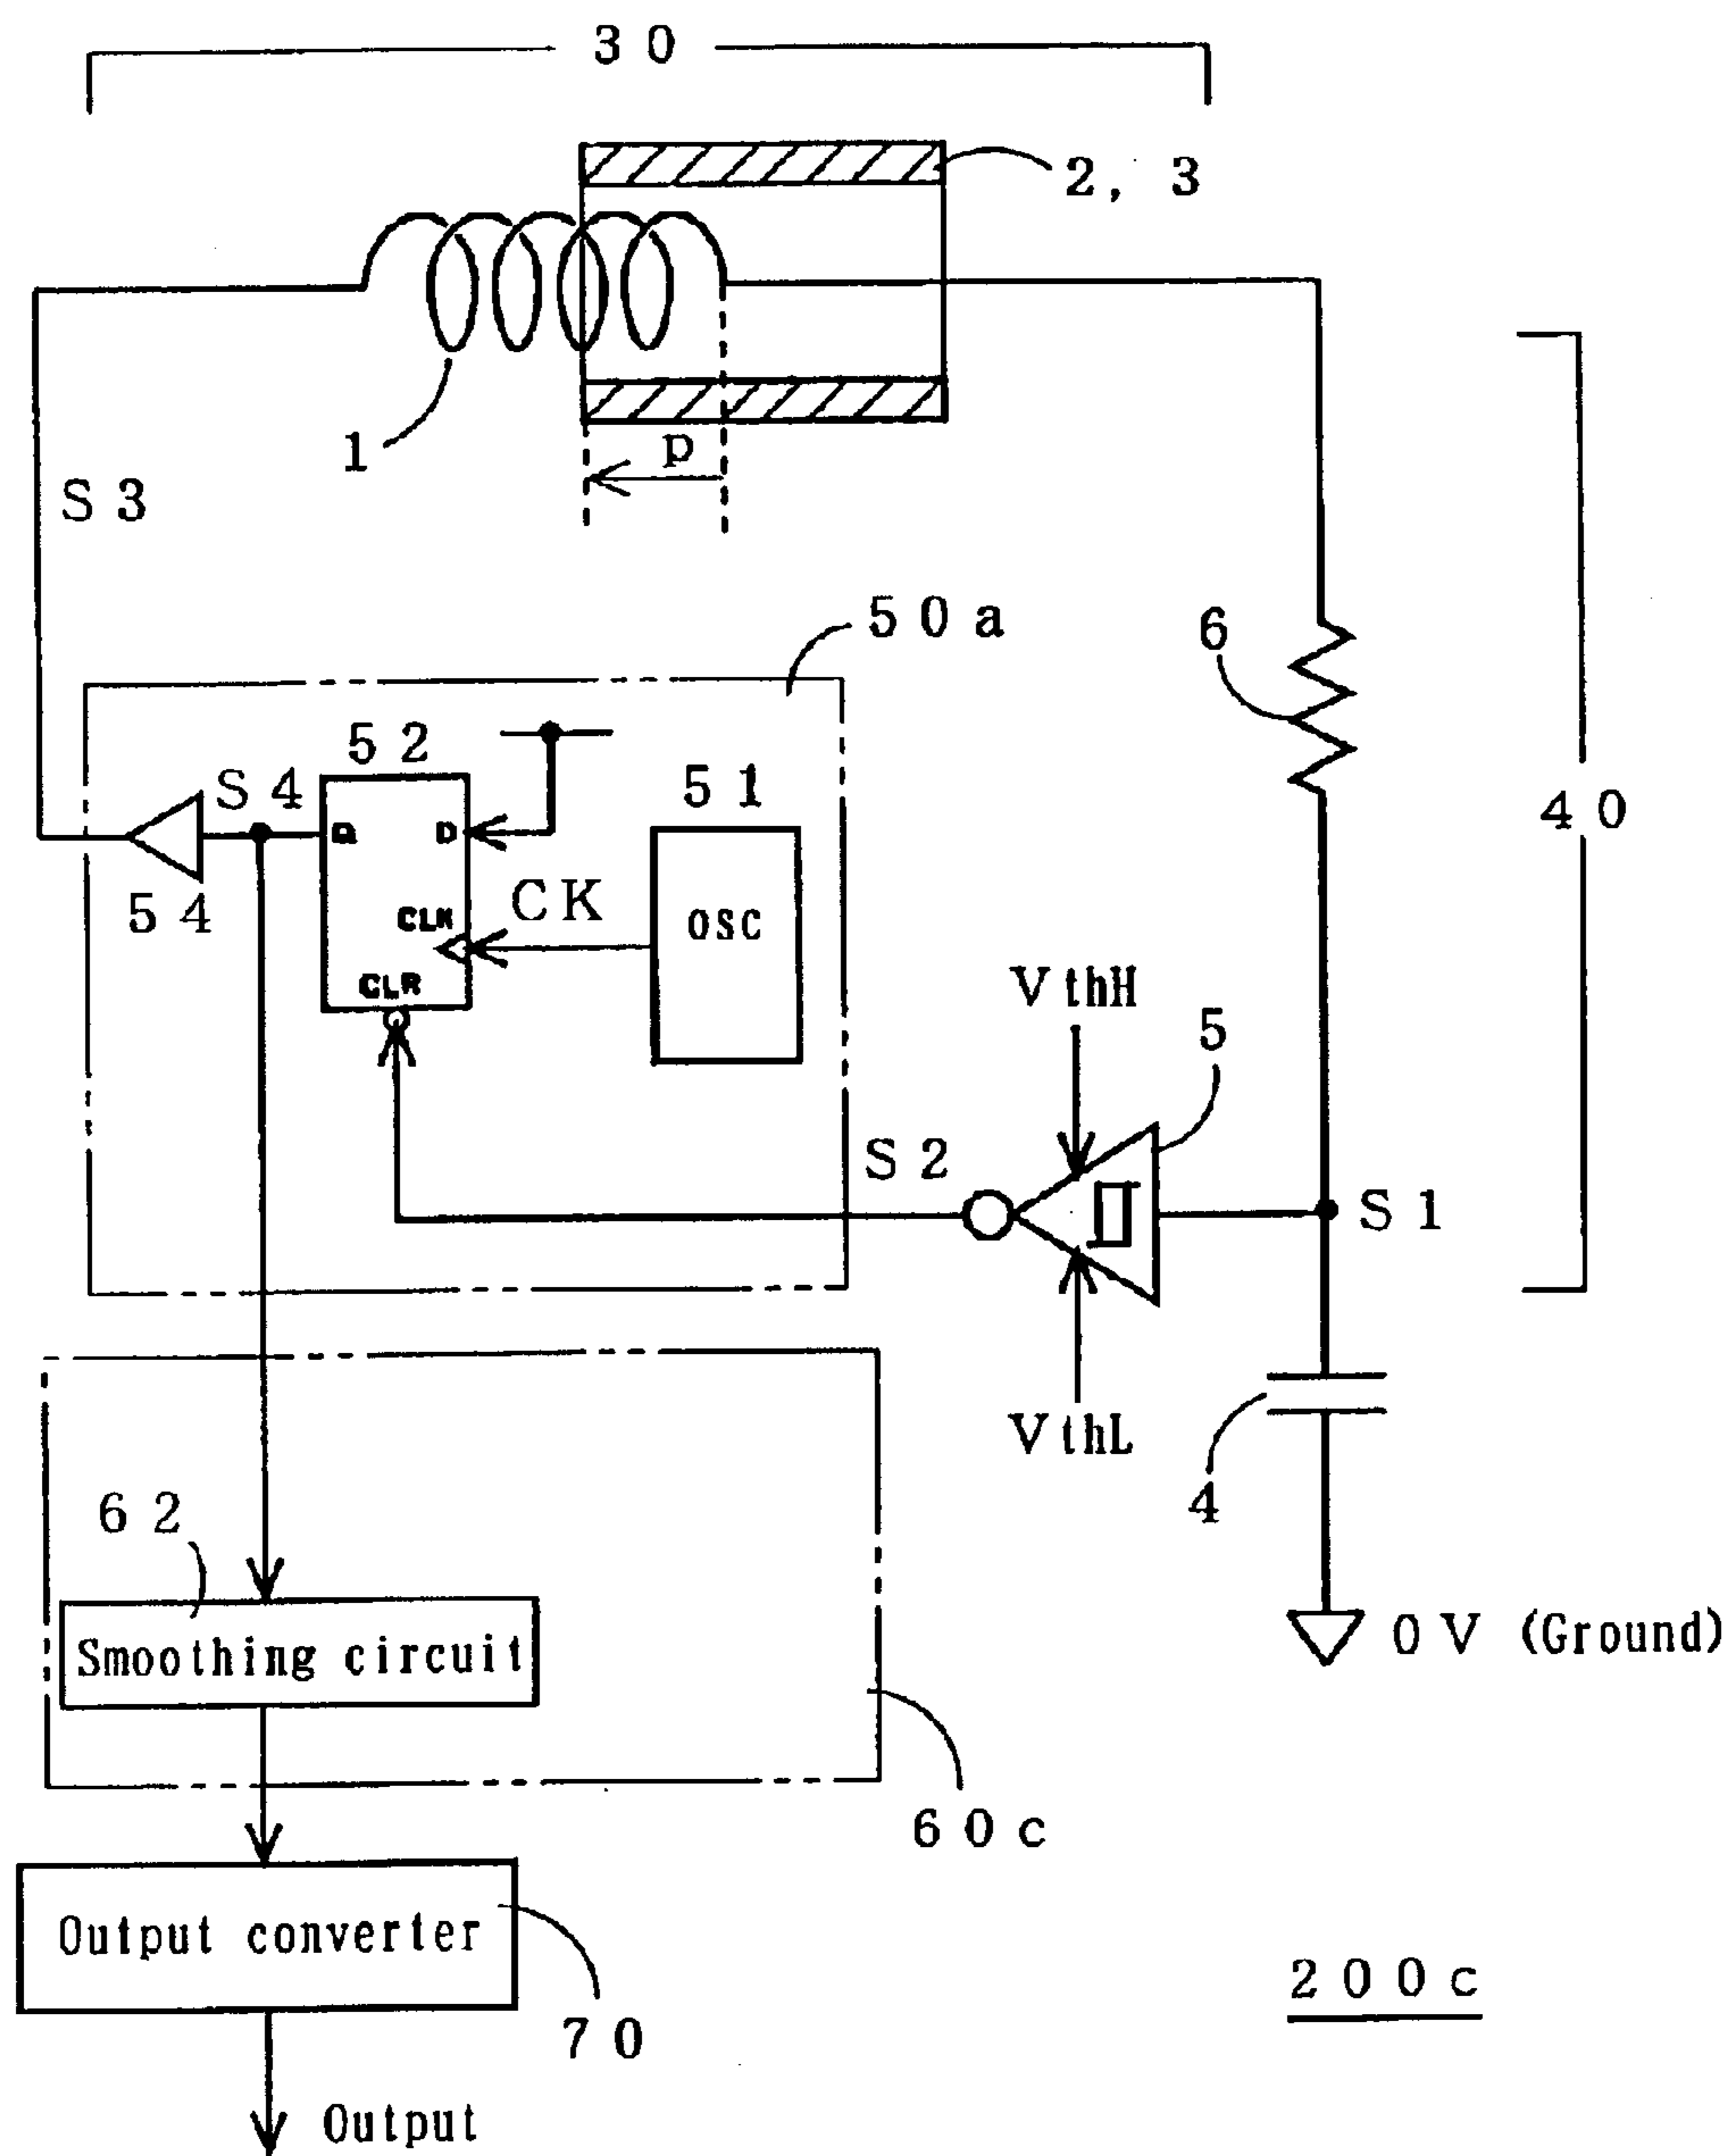 30
2, 3
1
p
S3
50a
6
52
51
S4
40
Q
D
54
CK
OSC
CLK
CLR
VthH
5
S2
S1
VthL
4
62
0V (Ground)
Smoothing circuit
60c
Output converter
200c
70
Output